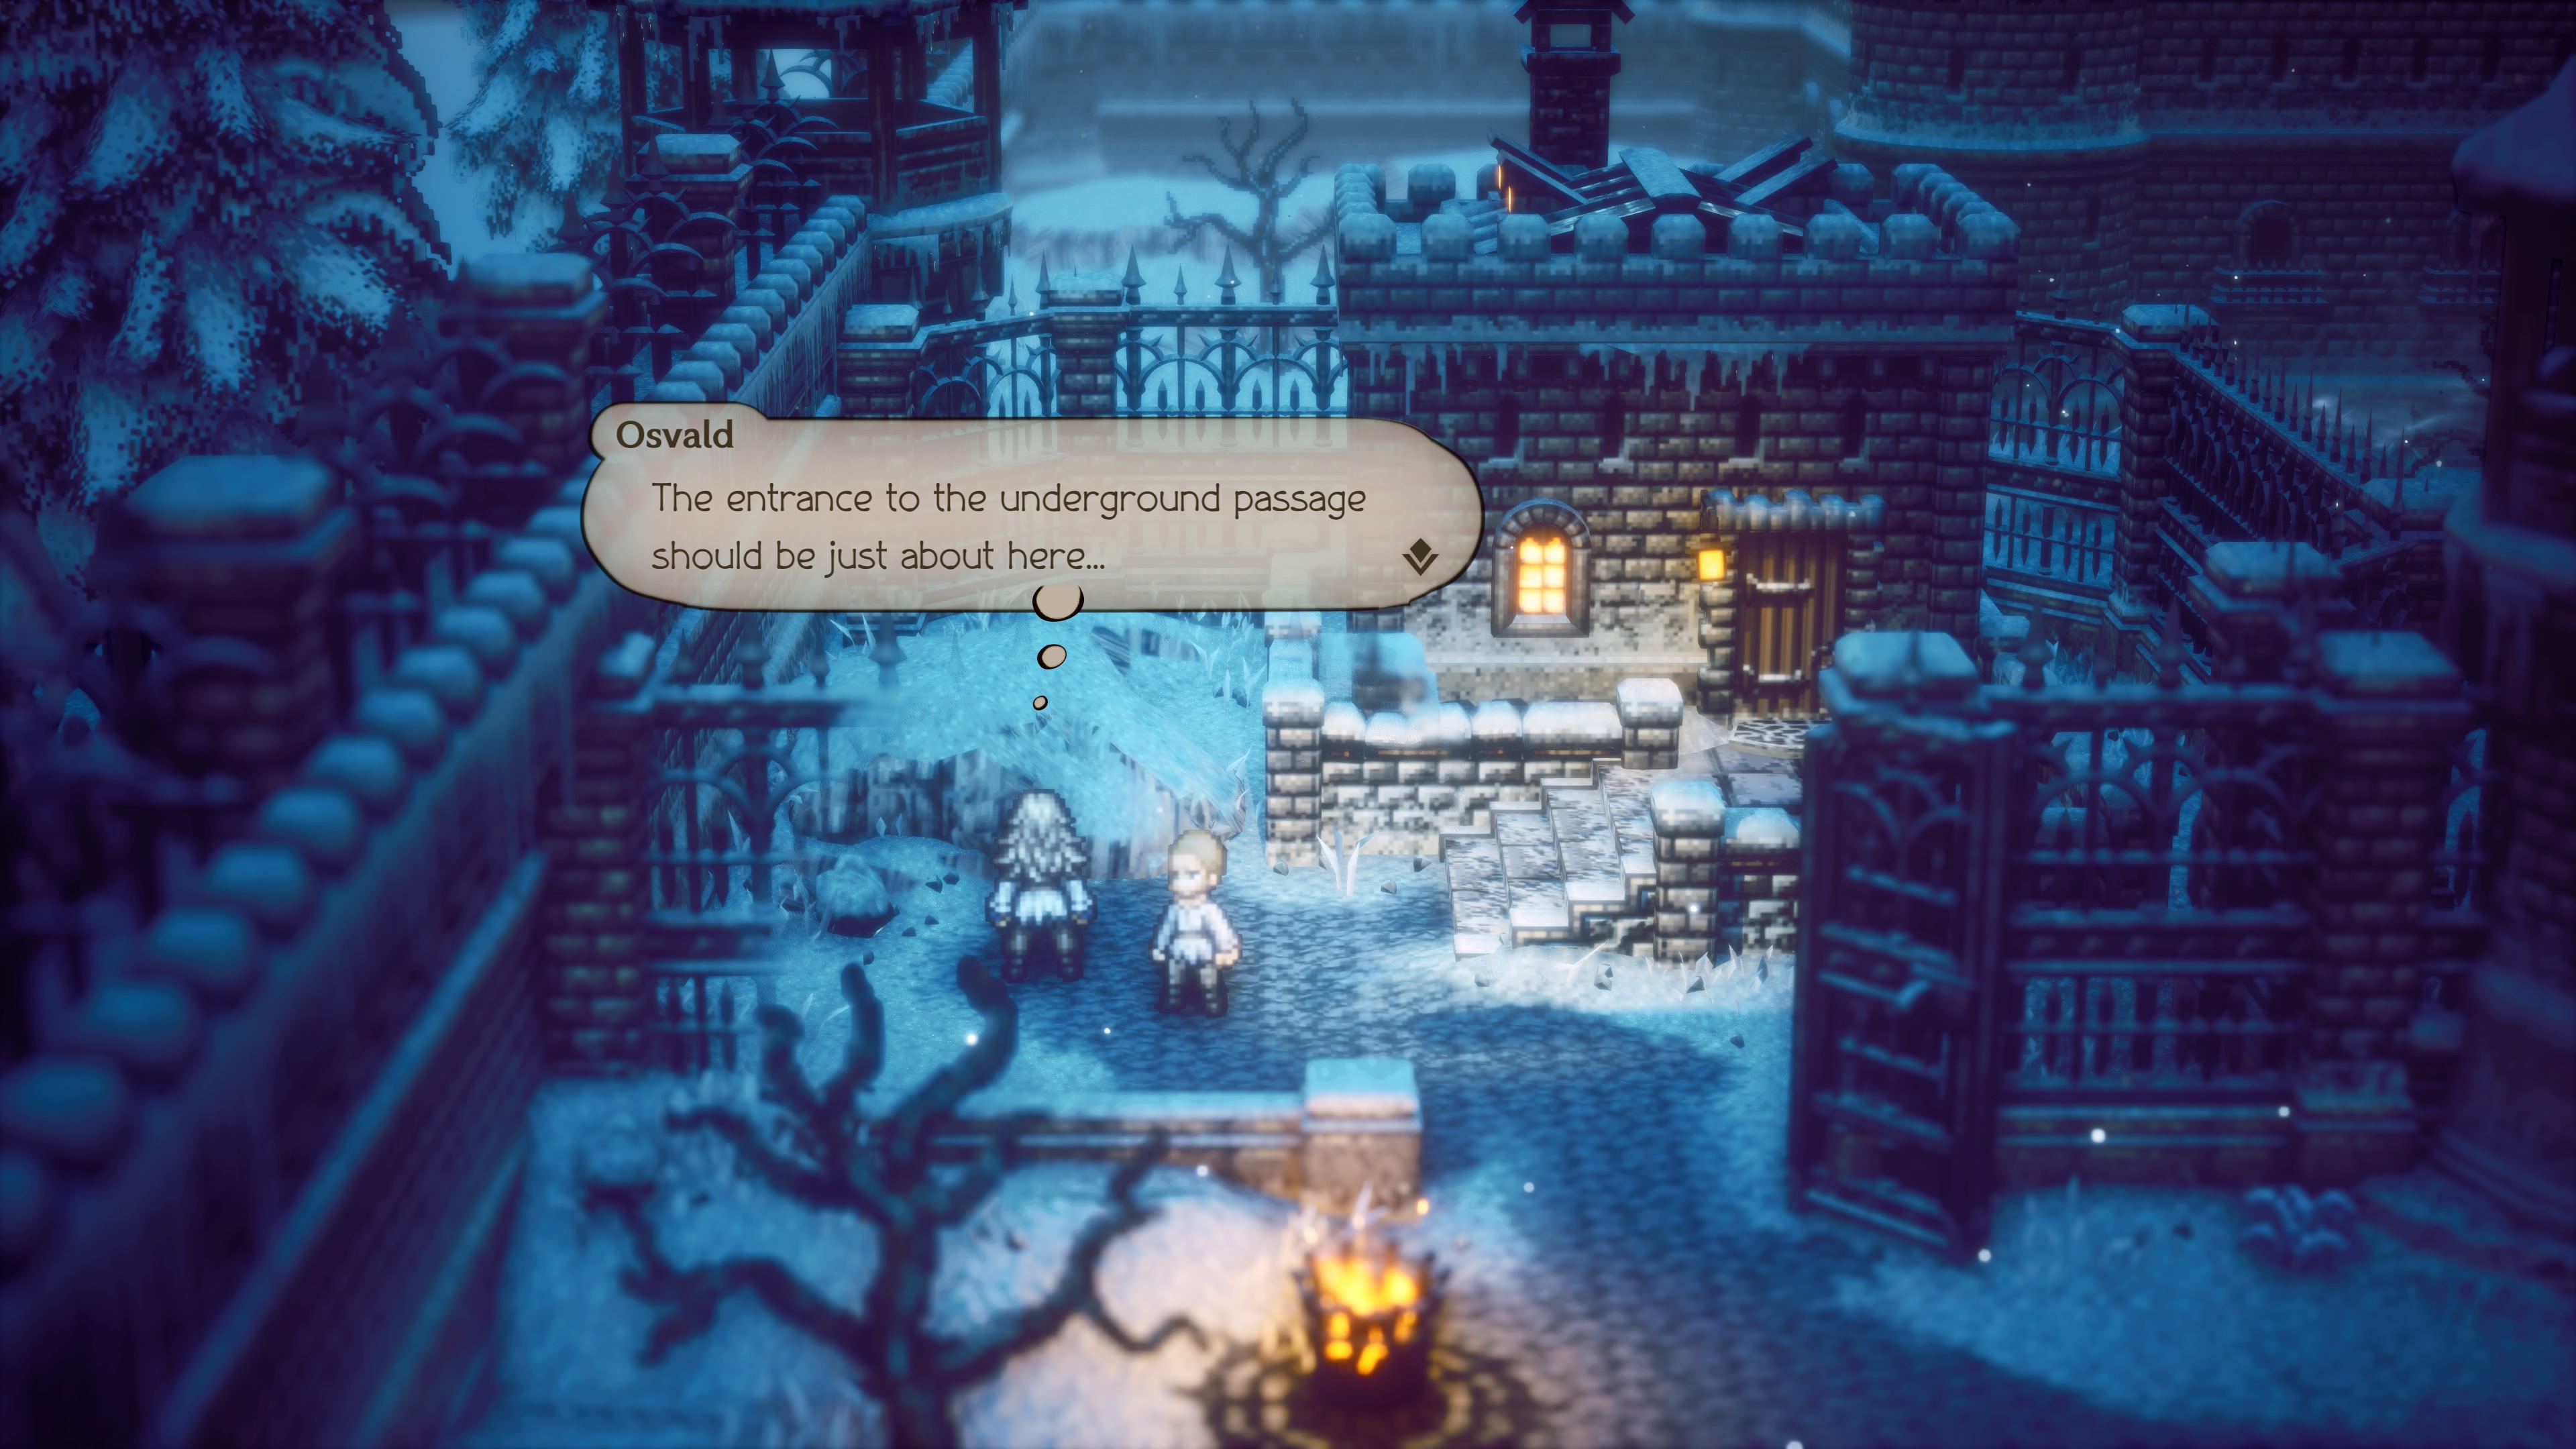 Osvald
The entrance to the underground passage
should be just about here...